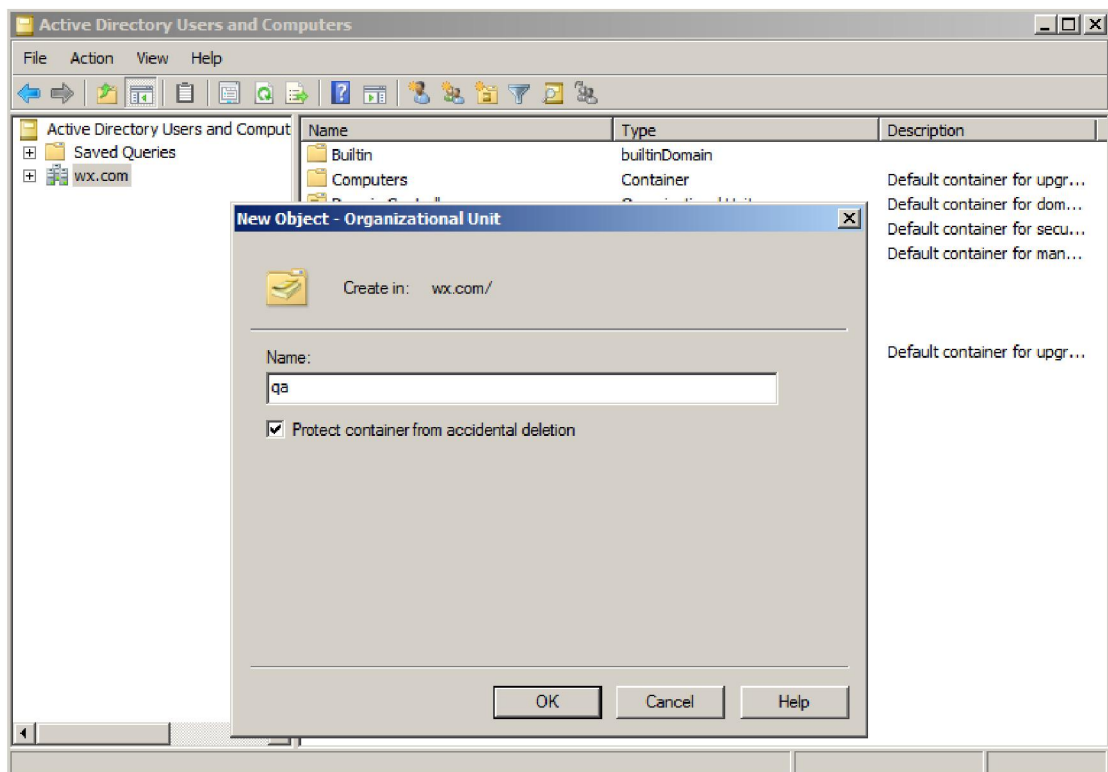 Active Directory Users and Computers
File Action View Help
Active Directory Users and Comput
Saved Queries
wx.com
Name Type Description
Builtin builtinDomain
Computers Container Default container for upgr...
Default container for dom...
Default container for secu...
Default container for man...
Default container for upgr...
New Object - Organizational Unit
Create in: wx.com/
Name:
qa
Protect container from accidental deletion
OK Cancel Help